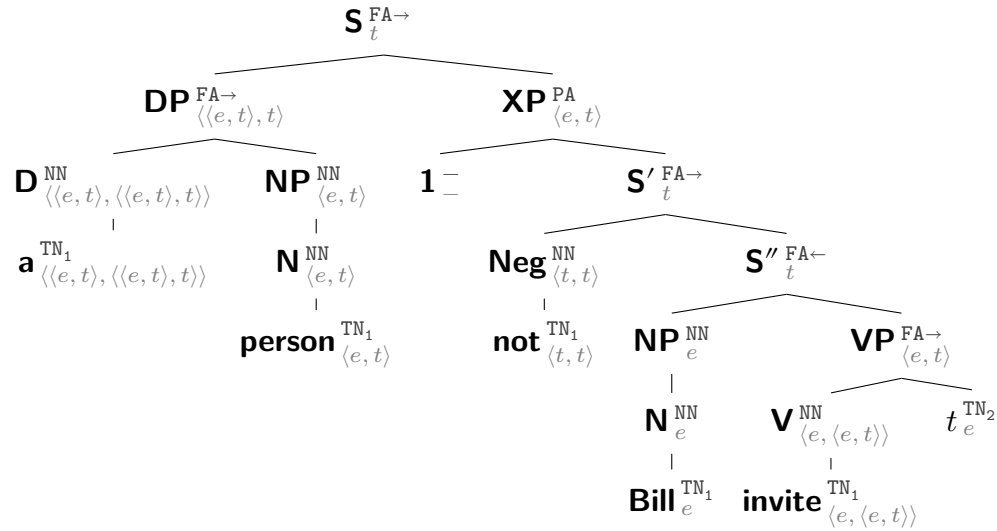 S FA→ t
DP FA→ ⟨⟨e, t⟩, t⟩ XP PA ⟨e, t⟩
D NN ⟨⟨e, t⟩, ⟨⟨e, t⟩, t⟩⟩ NP NN ⟨e, t⟩ 1 – – S′ FA→ t
a TN₁ ⟨⟨e, t⟩, ⟨⟨e, t⟩, t⟩⟩ N NN ⟨e, t⟩ Neg NN ⟨t, t⟩ S″ FA← t
person TN₁ ⟨e, t⟩ not TN₁ ⟨t, t⟩ NP NN e VP FA→ ⟨e, t⟩
N NN e V NN ⟨e, ⟨e, t⟩⟩ t TN₂ e
Bill TN₁ e invite TN₁ ⟨e, ⟨e, t⟩⟩